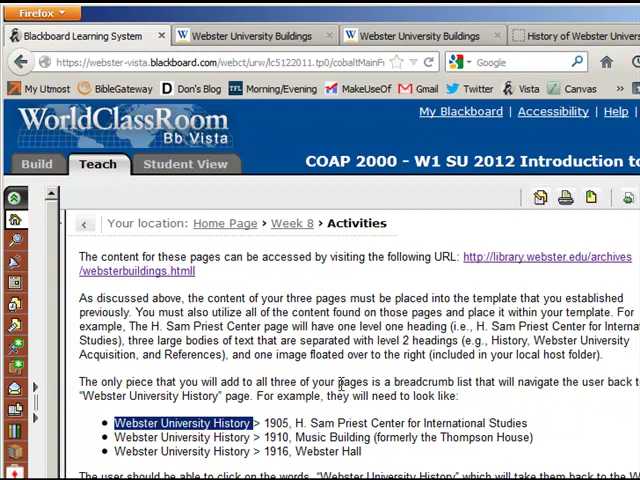 Firefox
Blackboard Learning System
Webster University Buildings
Webster University Buildings
History of Webster Univers
https://webster-vista.blackboard.com/webct/urw/lc5122011.tp0/cobaltMainFr
Google
My Utmost
BibleGateway
Don's Blog
TFL Morning/Evening
MakeUseOf
Gmail
Twitter
Vista
Canvas
WorldClassRoom
Bb Vista
My Blackboard | Accessibility | Help
Build
Teach
Student View
COAP 2000 - W1 SU 2012 Introduction to
Your location: Home Page › Week 8 › Activities
The content for these pages can be accessed by visiting the following URL: http://library.webster.edu/archives
/websterbuildings.htmll
As discussed above, the content of your three pages must be placed into the template that you established
previously. You must also utilize all of the content found on those pages and place it within your template. For
example, The H. Sam Priest Center page will have one level one heading (i.e., H. Sam Priest Center for Internat
Studies), three large bodies of text that are separated with level 2 headings (e.g., History, Webster University
Acquisition, and References), and one image floated over to the right (included in your local host folder).
The only piece that you will add to all three of your pages is a breadcrumb list that will navigate the user back t
"Webster University History" page. For example, they will need to look like:
• Webster University History > 1905, H. Sam Priest Center for International Studies
• Webster University History > 1910, Music Building (formerly the Thompson House)
• Webster University History > 1916, Webster Hall
The user should be able to click on the words, "Webster University History" which will take them back to the